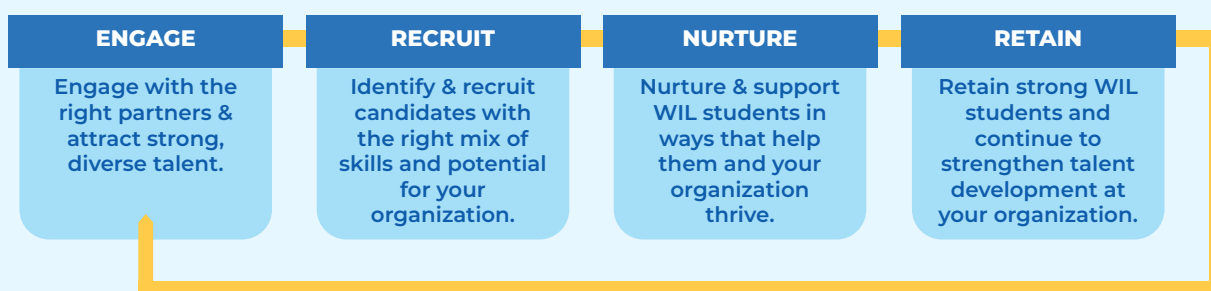 ENGAGE
Engage with the
right partners &
attract strong,
diverse talent.
RECRUIT
Identify & recruit
candidates with
the right mix of
skills and potential
for your
organization.
NURTURE
Nurture & support
WIL students in
ways that help
them and your
organization
thrive.
RETAIN
Retain strong WIL
students and
continue to
strengthen talent
development at
your organization.